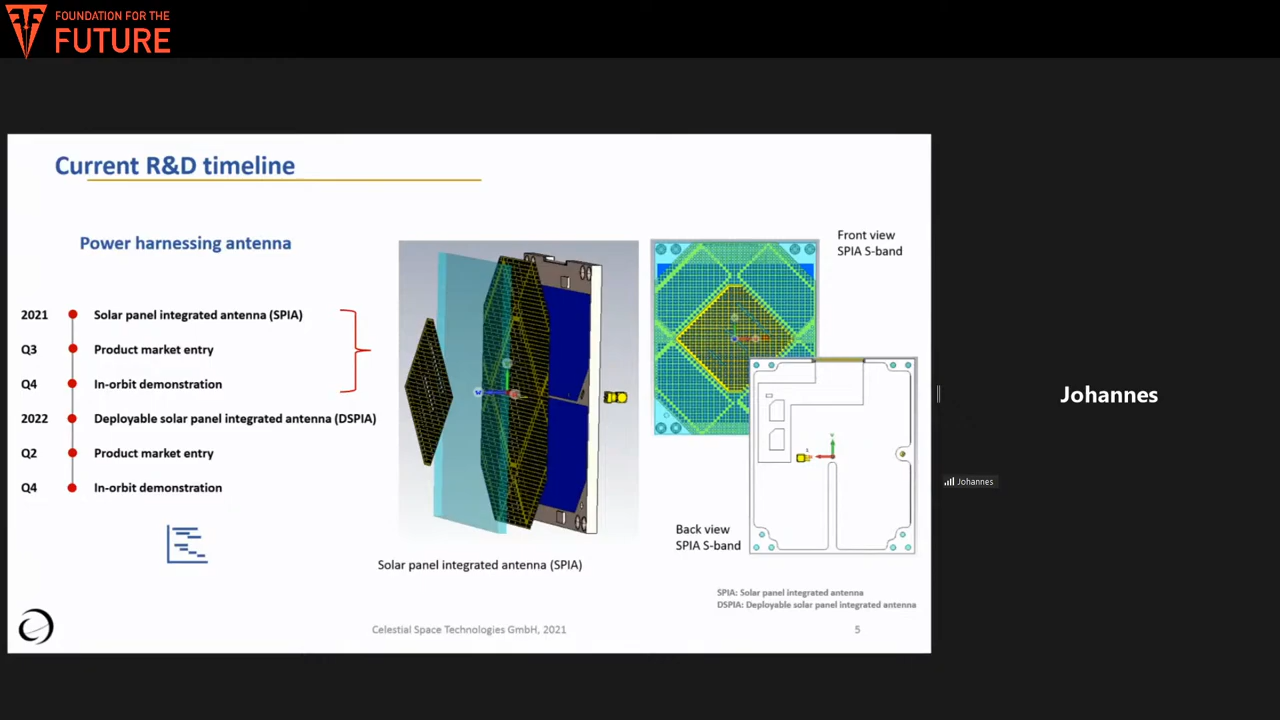 FOUNDATION FOR THE
FUTURE
Current R&D timeline
Power harnessing antenna
2021 Solar panel integrated antenna (SPIA)
Q3 Product market entry
Q4 In-orbit demonstration
2022 Deployable solar panel integrated antenna (DSPIA)
Q2 Product market entry
Q4 In-orbit demonstration
Solar panel integrated antenna (SPIA)
Front view
SPIA S-band
Back view
SPIA S-band
SPIA: Solar panel integrated antenna
DSPIA: Deployable solar panel integrated antenna
Celestial Space Technologies GmbH, 2021
5
Johannes
Johannes